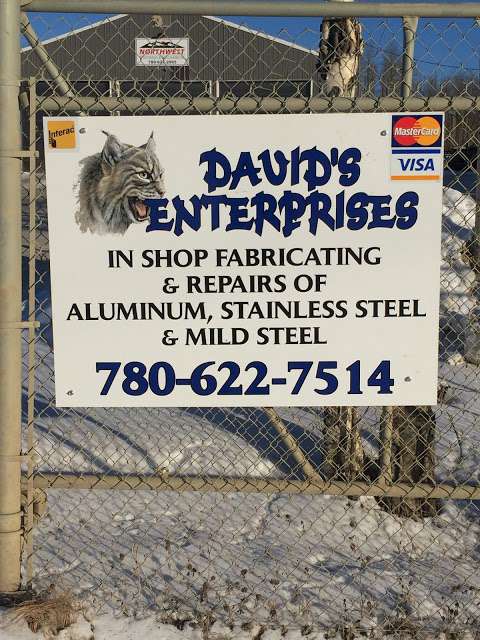 NORTHWEST
Interac
MasterCard
VISA
DAVID'S
ENTERPRISES
IN SHOP FABRICATING
& REPAIRS OF
ALUMINUM, STAINLESS STEEL
& MILD STEEL
780-622-7514